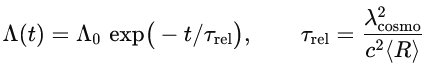 Λ(t) = Λ₀ exp(− t/τ_rel), τ_rel = λ²_cosmo / c²⟨R⟩